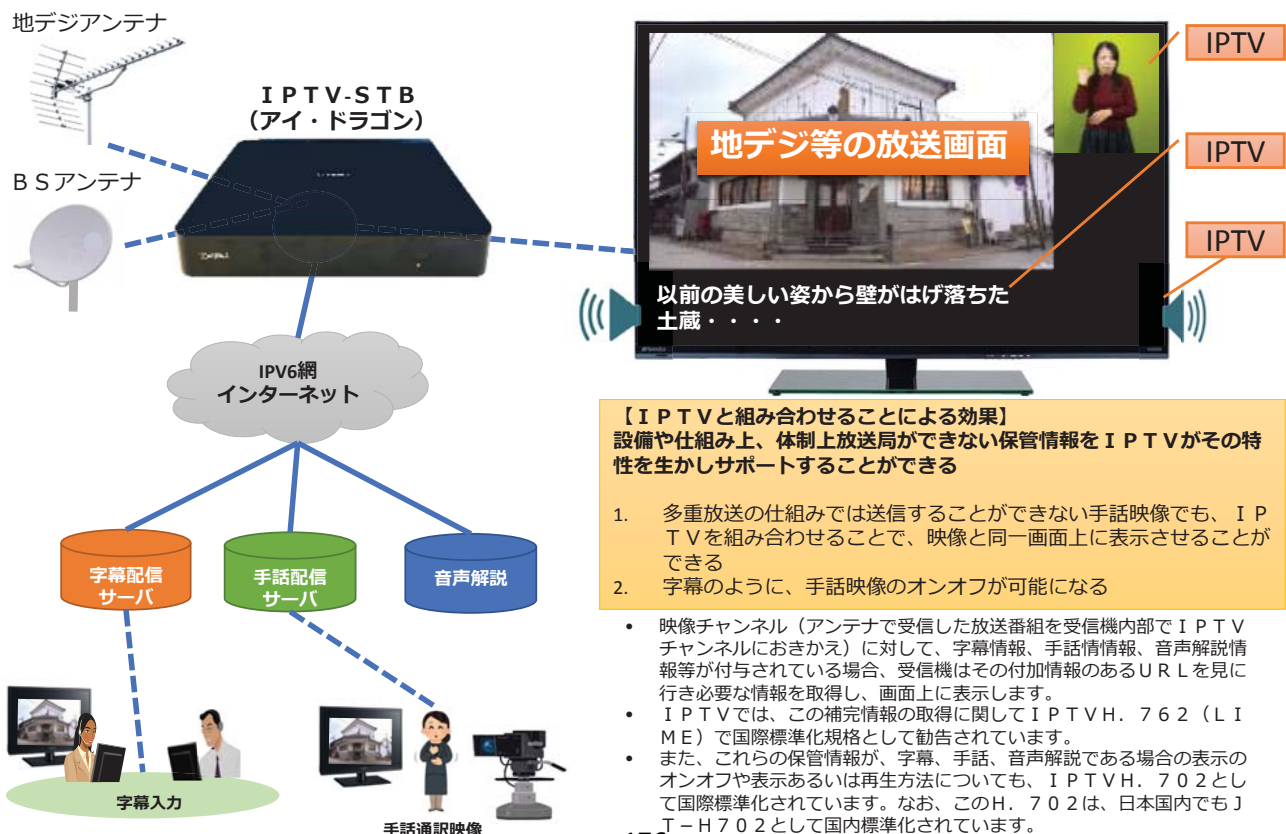 地デジアンテナ
ＩＰＴＶ-ＳＴＢ
（アイ・ドラゴン）
ＢＳアンテナ
IPV6網
インターネット
字幕配信
サーバ
手話配信
サーバ
音声解説
字幕入力
手話通訳映像
地デジ等の放送画面
以前の美しい姿から壁がはげ落ちた
土蔵・・・・
IPTV
IPTV
IPTV
【ＩＰＴＶと組み合わせることによる効果】
設備や仕組み上、体制上放送局ができない保管情報をＩＰＴＶがその特
性を生かしサポートすることができる
1. 多重放送の仕組みでは送信することができない手話映像でも、ＩＰ
ＴＶを組み合わせることで、映像と同一画面上に表示させることが
できる
2. 字幕のように、手話映像のオンオフが可能になる
• 映像チャンネル（アンテナで受信した放送番組を受信機内部でＩＰＴＶ
チャンネルにおきかえ）に対して、字幕情報、手話情情報、音声解説情
報等が付与されている場合、受信機はその付加情報のあるＵＲＬを見に
行き必要な情報を取得し、画面上に表示します。
• ＩＰＴＶでは、この補完情報の取得に関してＩＰＴＶＨ．７６２（ＬＩ
ＭＥ）で国際標準化規格として勧告されています。
• また、これらの保管情報が、字幕、手話、音声解説である場合の表示の
オンオフや表示あるいは再生方法についても、ＩＰＴＶＨ．７０２とし
て国際標準化されています。なお、このＨ．７０２は、日本国内でもＪ
Ｔ－Ｈ７０２として国内標準化されています。